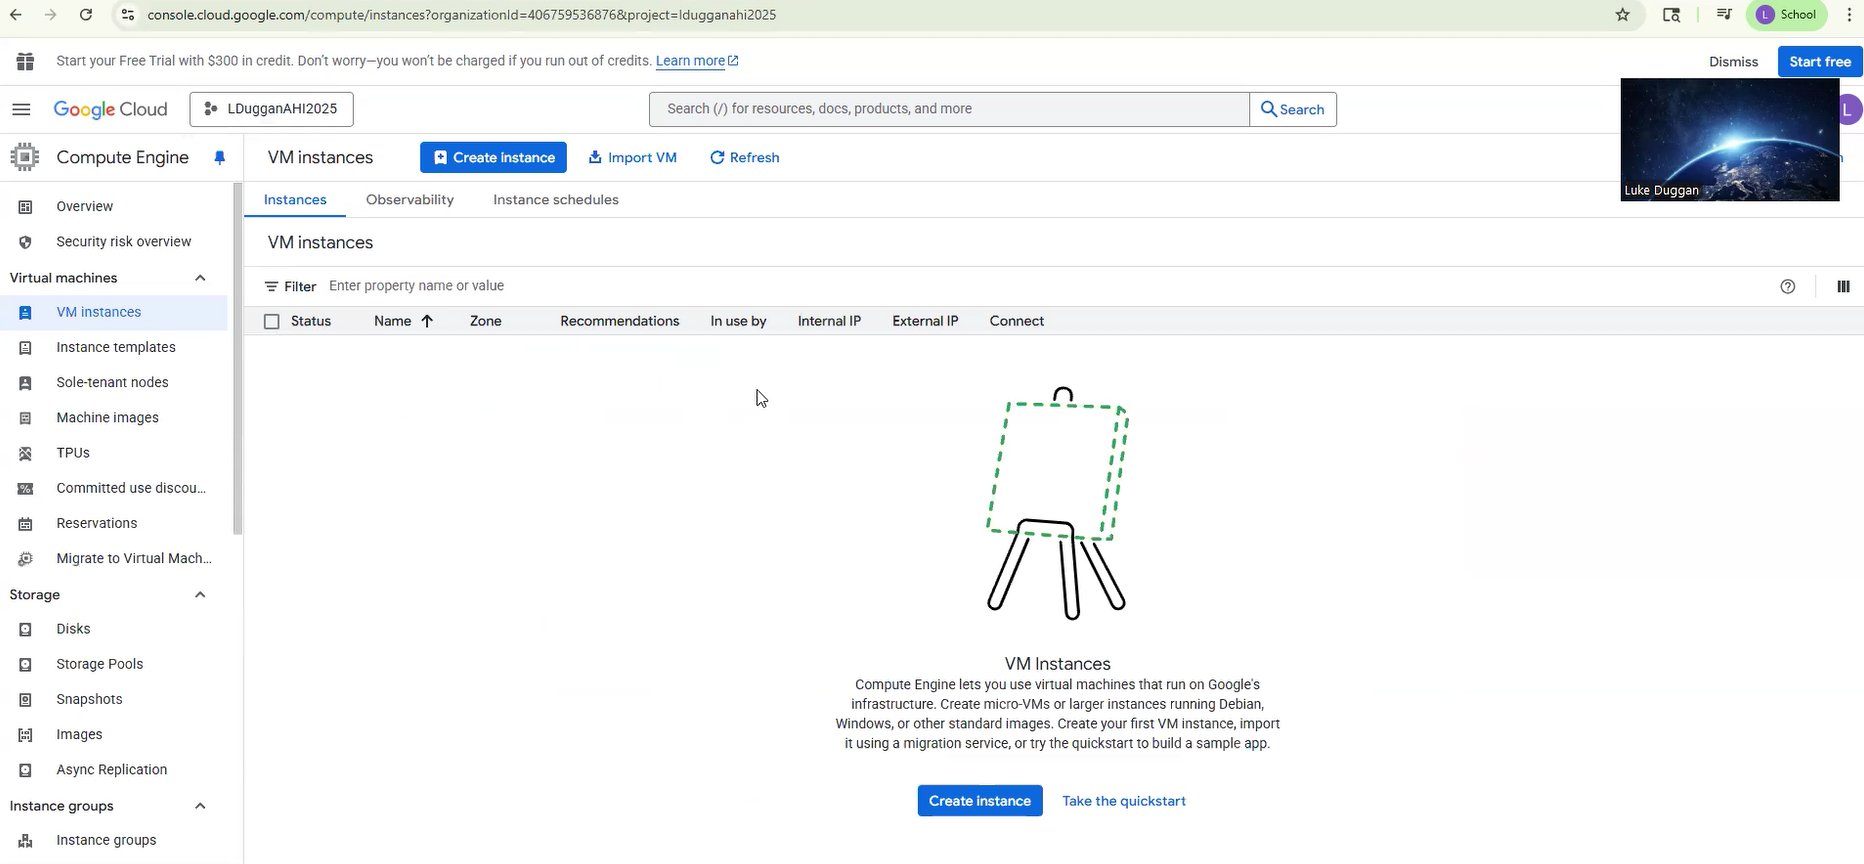 console.cloud.google.com/compute/instances?organizationId=406759536876&project=ldugganahi2025
L School
Start your Free Trial with $300 in credit. Don't worry—you won't be charged if you run out of credits. Learn more
Dismiss
Start free
Google Cloud
LDugganAHI2025
Search (/) for resources, docs, products, and more
Search
L
Luke Duggan
Compute Engine
VM instances
Create instance
Import VM
Refresh
Overview
Security risk overview
Virtual machines
VM instances
Instance templates
Sole-tenant nodes
Machine images
TPUs
Committed use discou...
Reservations
Migrate to Virtual Mach...
Storage
Disks
Storage Pools
Snapshots
Images
Async Replication
Instance groups
Instance groups
Instances
Observability
Instance schedules
VM instances
Filter Enter property name or value
Status Name Zone Recommendations In use by Internal IP External IP Connect
VM Instances
Compute Engine lets you use virtual machines that run on Google's
infrastructure. Create micro-VMs or larger instances running Debian,
Windows, or other standard images. Create your first VM instance, import
it using a migration service, or try the quickstart to build a sample app.
Create instance
Take the quickstart